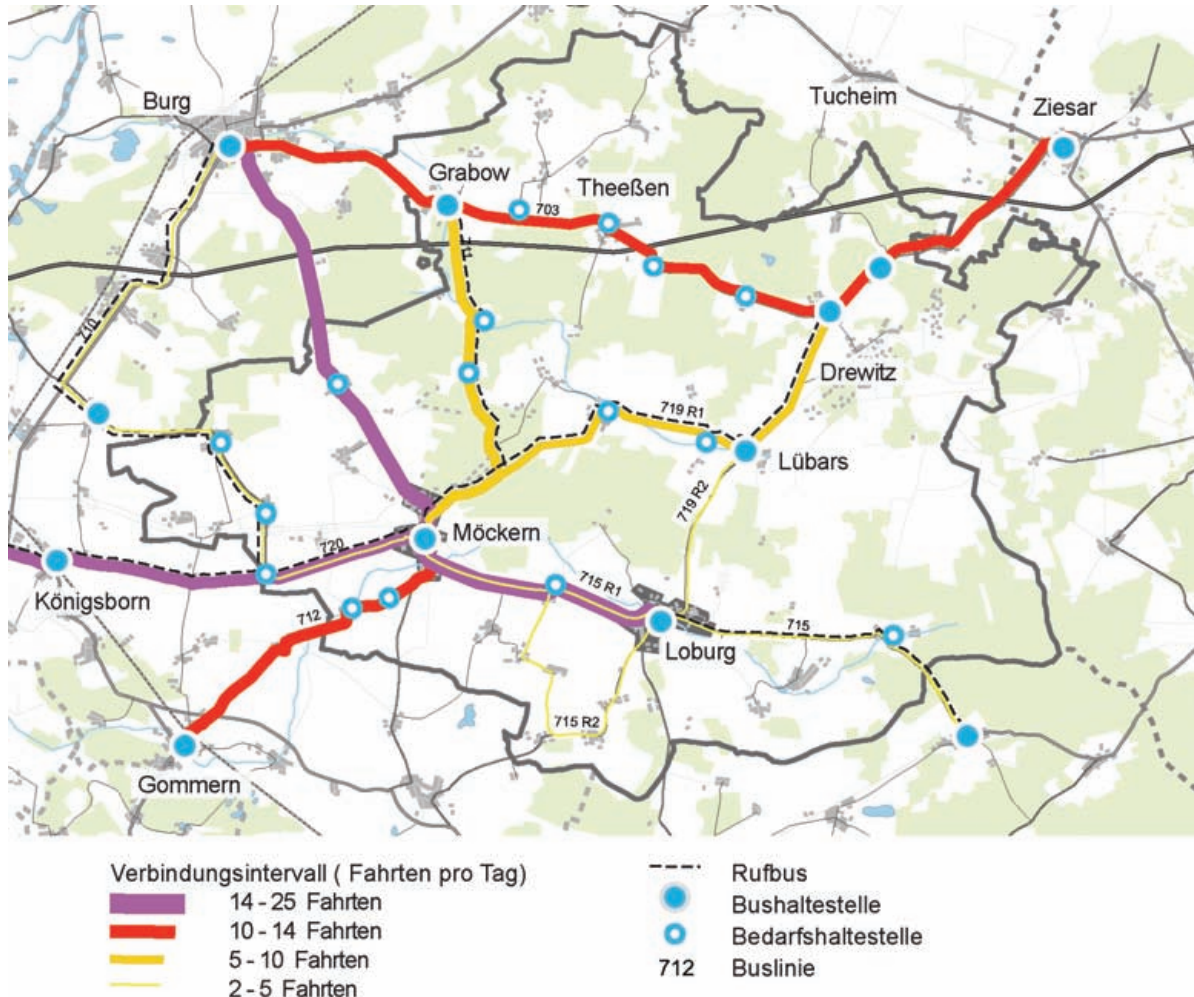 Burg
Tucheim
Ziesar
Grabow
Theeßen
703
710
Drewitz
719 R1
Lübars
719 R2
Möckern
720
715 R1
Königsborn
712
715
Loburg
715 R2
Gommern
Verbindungsintervall ( Fahrten pro Tag)
14 - 25 Fahrten
10 - 14 Fahrten
5 - 10 Fahrten
2 - 5 Fahrten
Rufbus
Bushaltestelle
Bedarfshaltestelle
712 Buslinie